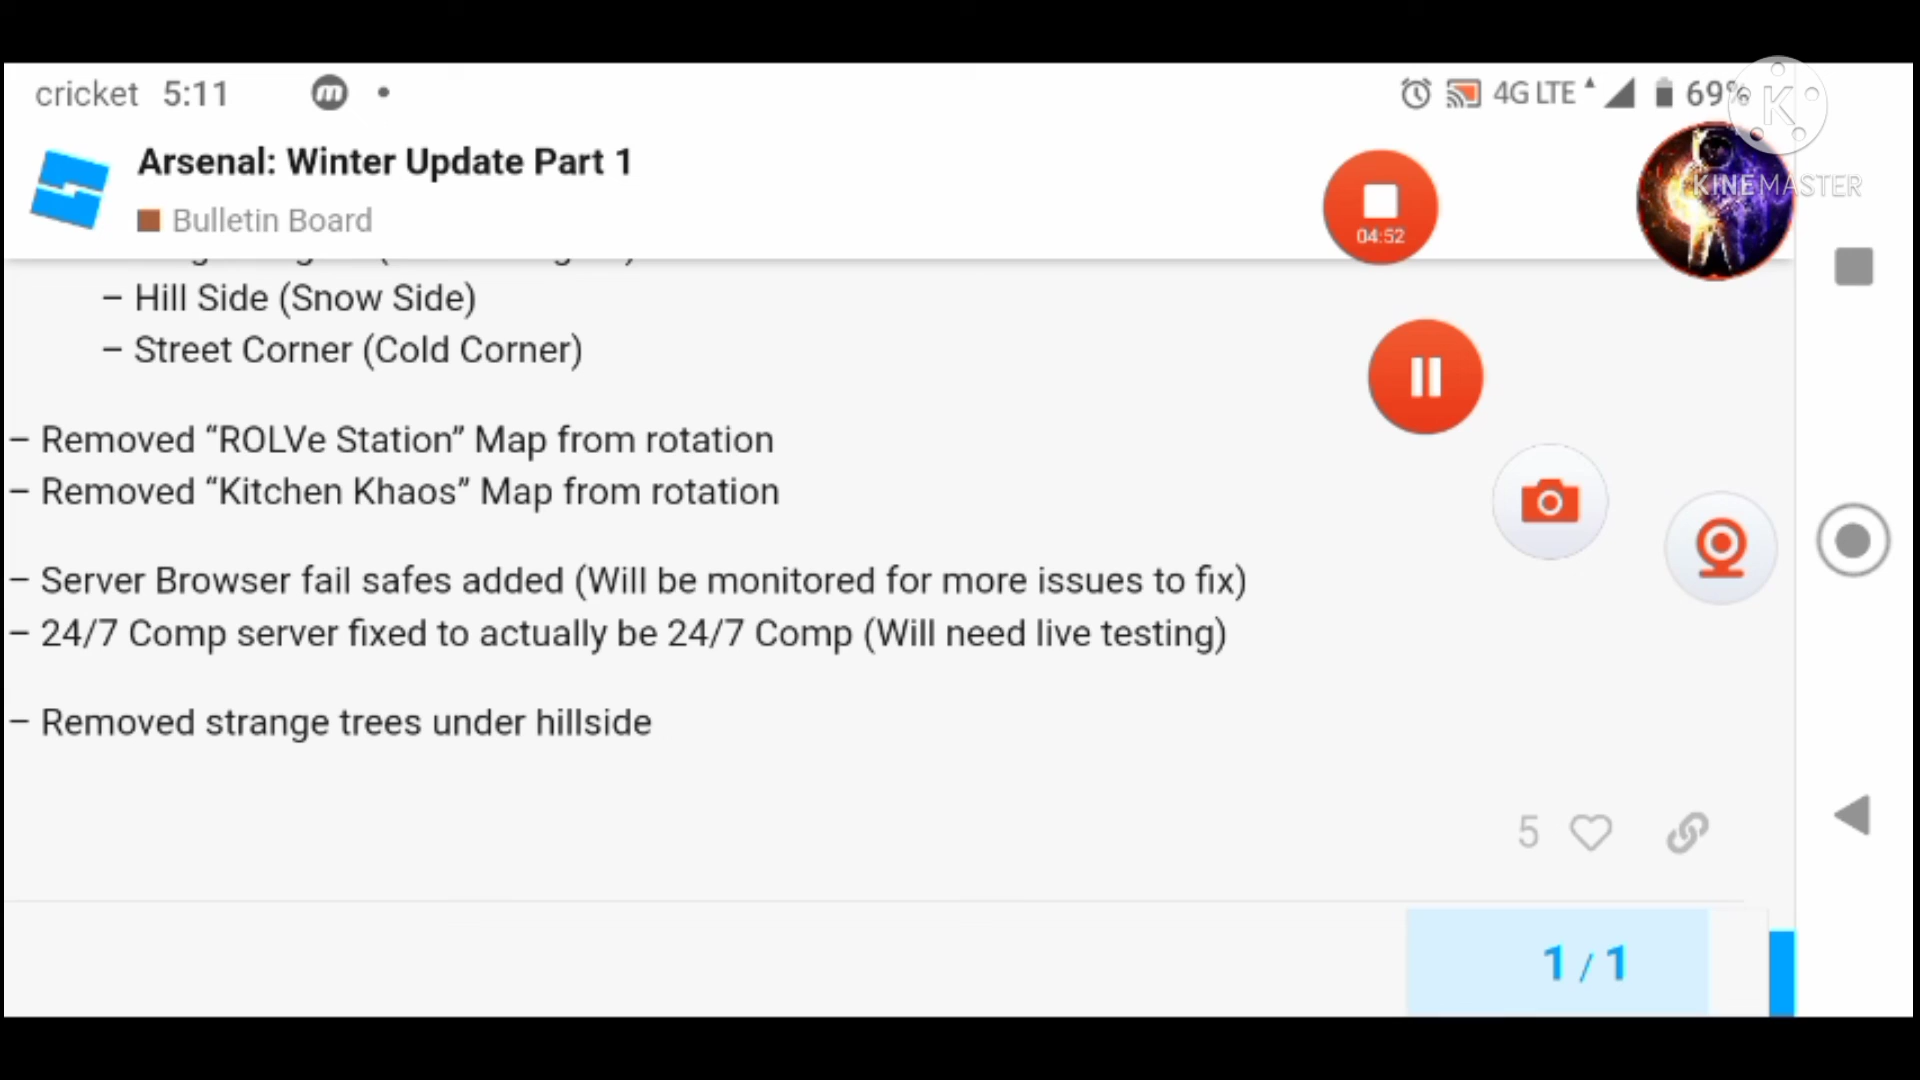 cricket 5:11
4G LTE 69%
K
KINEMASTER
Arsenal: Winter Update Part 1
Bulletin Board
04:52
– Hill Side (Snow Side)
– Street Corner (Cold Corner)
– Removed “ROLVe Station” Map from rotation
– Removed “Kitchen Khaos” Map from rotation
– Server Browser fail safes added (Will be monitored for more issues to fix)
– 24/7 Comp server fixed to actually be 24/7 Comp (Will need live testing)
– Removed strange trees under hillside
5
1 / 1